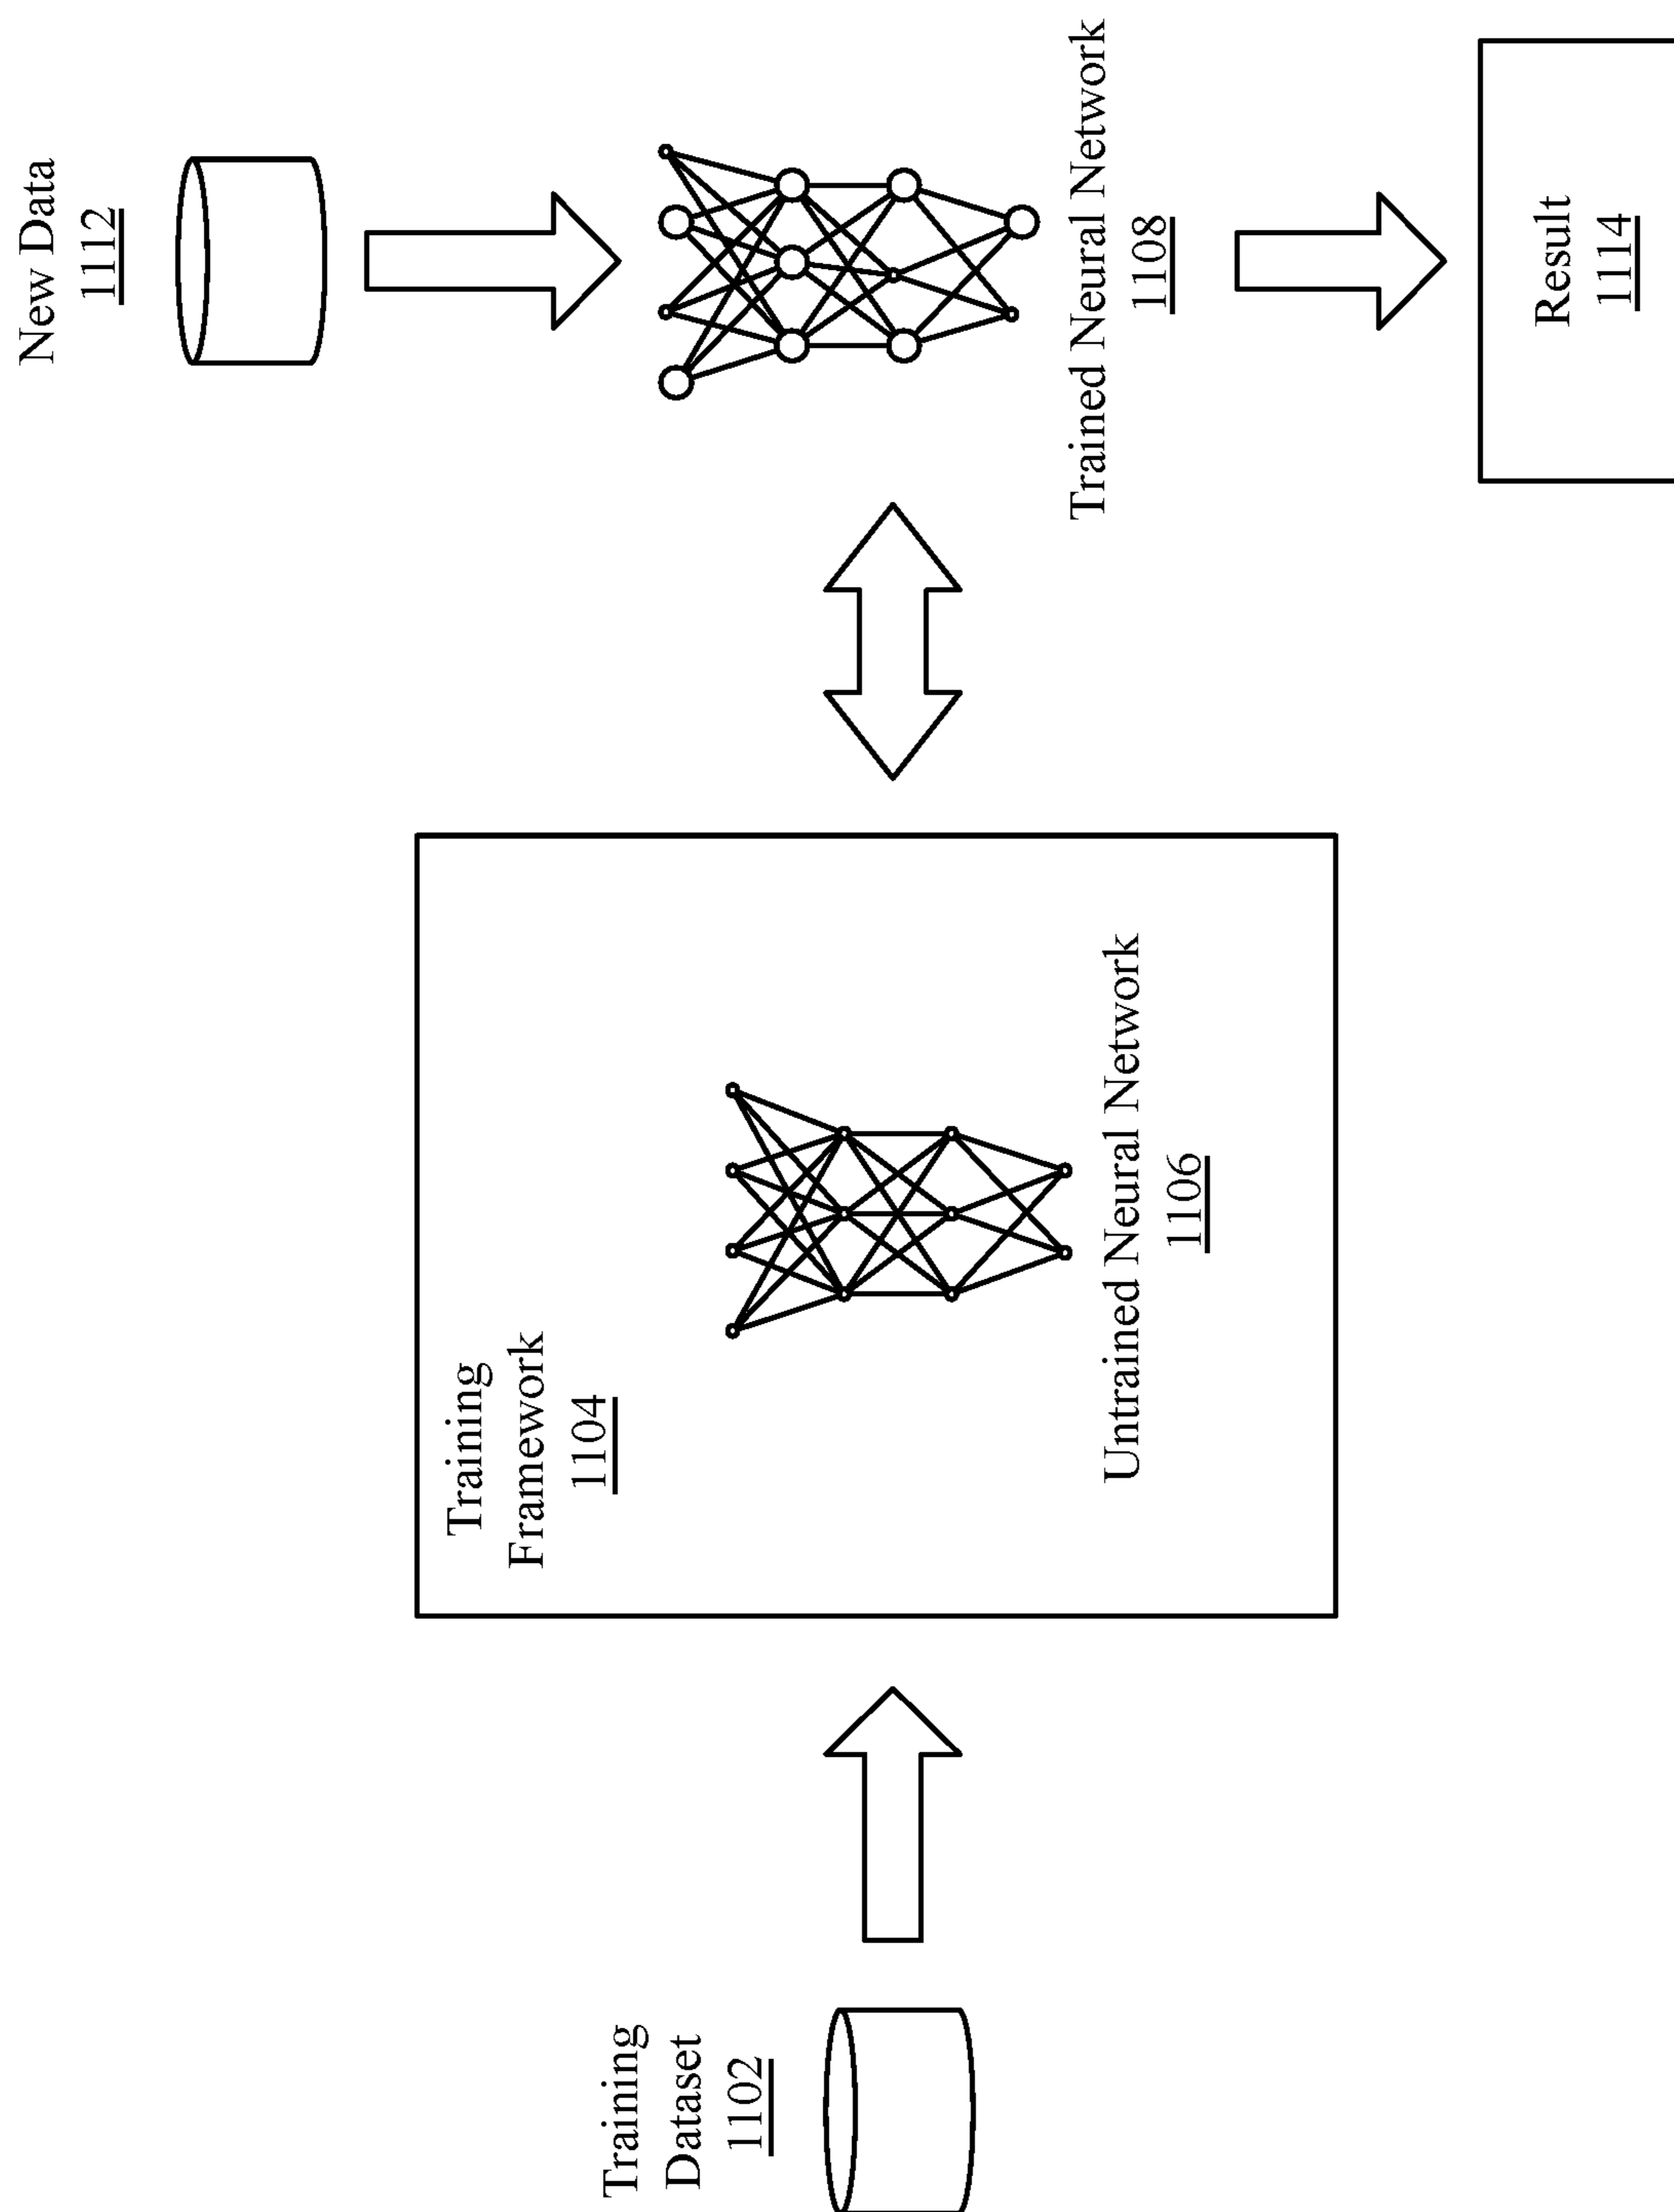 Training
Dataset
1102
Training
Framework
1104
Untrained Neural Network
1106
New Data
1112
Trained Neural Network
1108
Result
1114